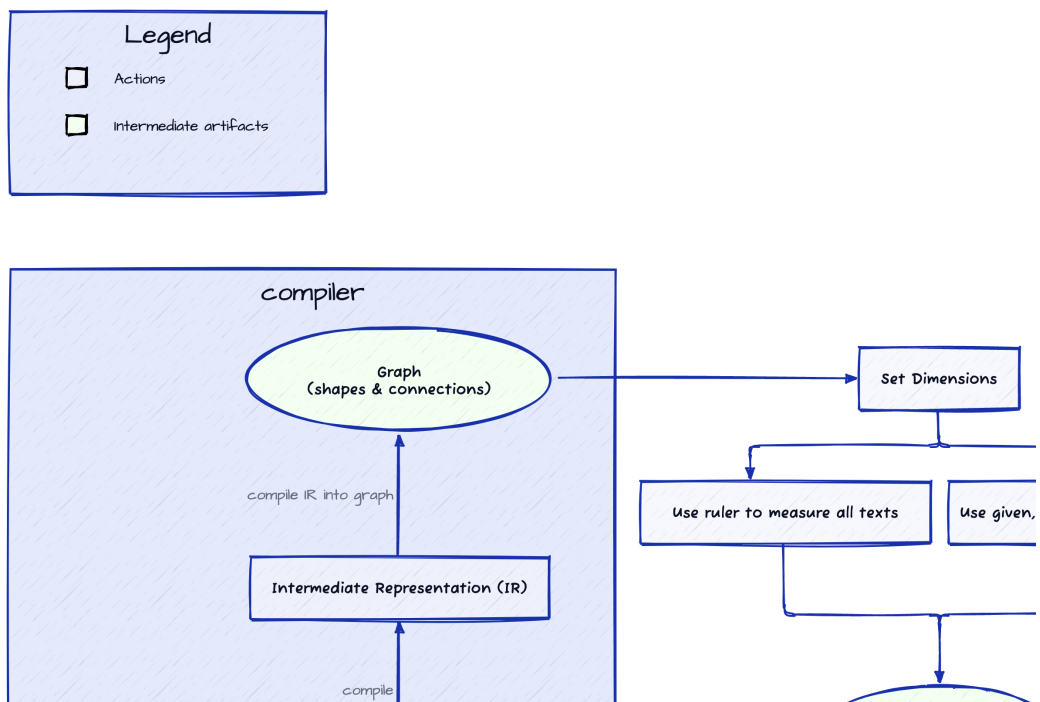 Legend
Actions
Intermediate artifacts
compiler
Graph
(shapes & connections)
Set Dimensions
compile IR into graph
Use ruler to measure all texts
Use given,
Intermediate Representation (IR)
compile